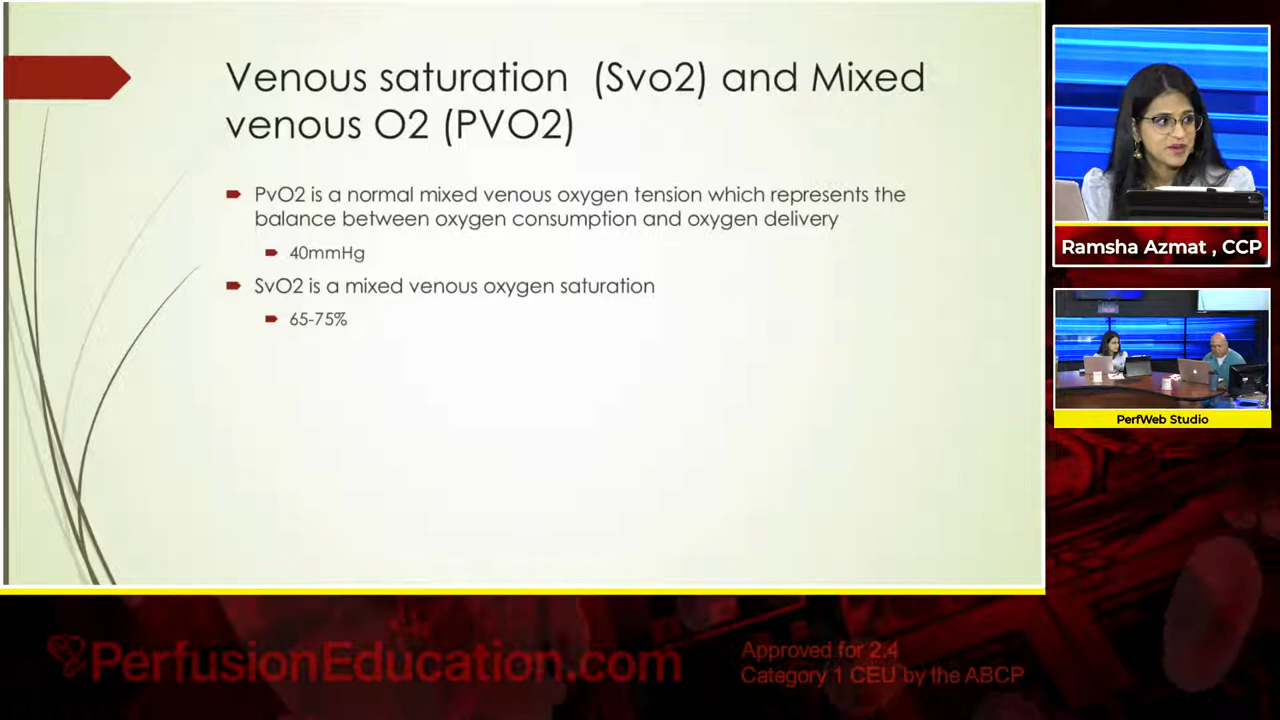 Venous saturation (Svo2) and Mixed
venous O2 (PVO2)
PvO2 is a normal mixed venous oxygen tension which represents the
balance between oxygen consumption and oxygen delivery
40mmHg
SvO2 is a mixed venous oxygen saturation
65-75%
Ramsha Azmat , CCP
PerfWeb Studio
PerfusionEducation.com
Approved for 2.4
Category 1 CEU by the ABCP